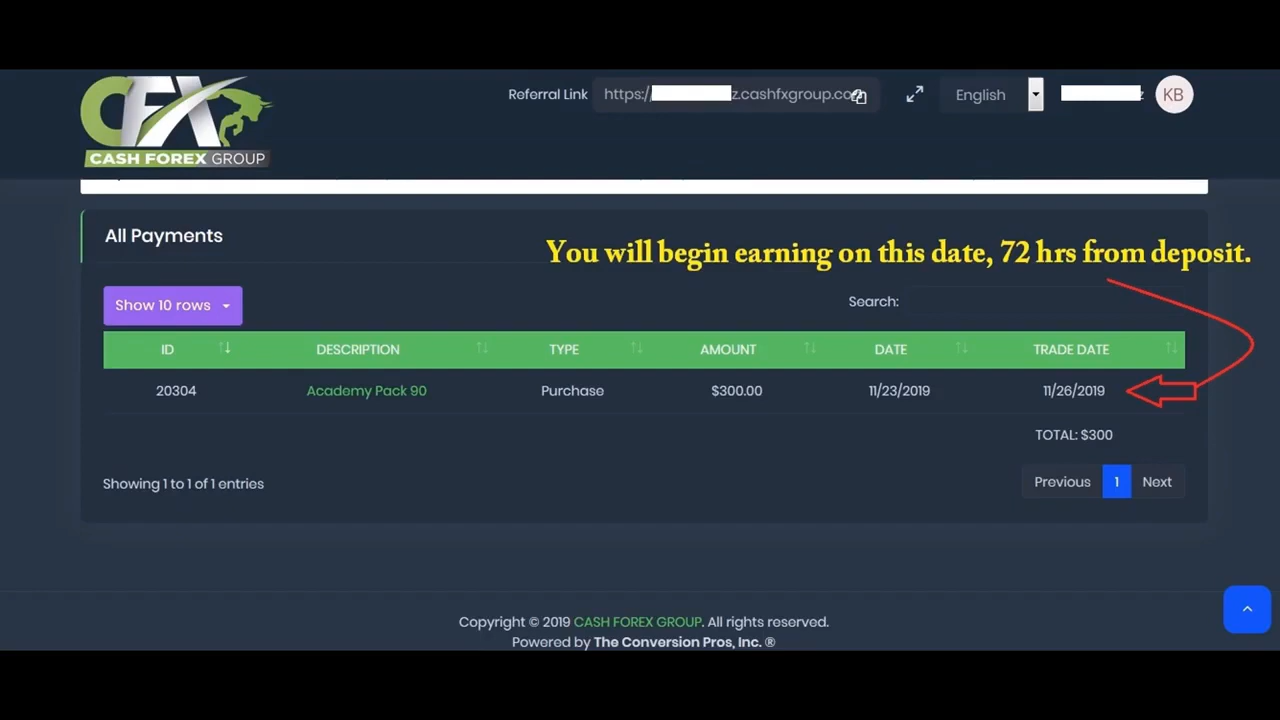 CFX
CASH FOREX GROUP
Referral Link https:/ z.cashfxgroup.co English KB
All Payments
You will begin earning on this date, 72 hrs from deposit.
Show 10 rows Search:
ID DESCRIPTION TYPE AMOUNT DATE TRADE DATE
20304 Academy Pack 90 Purchase $300.00 11/23/2019 11/26/2019
TOTAL: $300
Showing 1 to 1 of 1 entries Previous 1 Next
Copyright © 2019 CASH FOREX GROUP. All rights reserved.
Powered by The Conversion Pros, Inc. ®